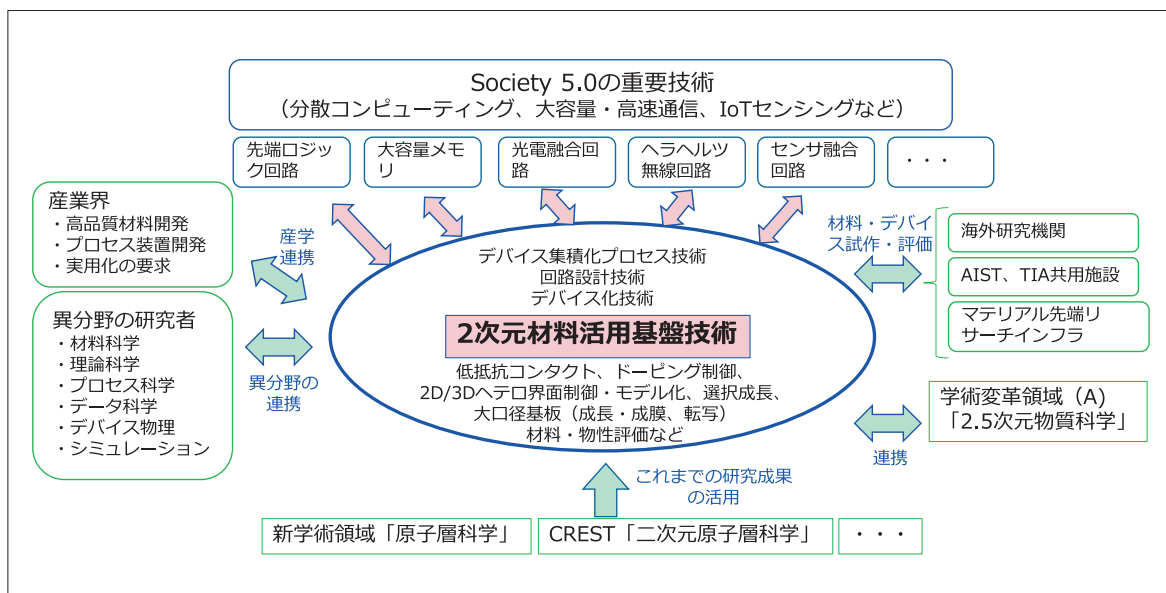 Society 5.0の重要技術
（分散コンピューティング、大容量・高速通信、IoTセンシングなど）
先端ロジッ
ク回路
大容量メモ
リ
光電融合回
路
ヘラヘルツ
無線回路
センサ融合
回路
・・・
産業界
・高品質材料開発
・プロセス装置開発
・実用化の要求
産学
連携
異分野の研究者
・材料科学
・理論科学
・プロセス科学
・データ科学
・デバイス物理
・シミュレーション
異分野の
連携
デバイス集積化プロセス技術
回路設計技術
デバイス化技術
2次元材料活用基盤技術
低抵抗コンタクト、ドーピング制御、
2D/3Dヘテロ界面制御・モデル化、選択成長、
大口径基板（成長・成膜、転写）
材料・物性評価など
材料・デバイ
ス試作・評価
海外研究機関
AIST、TIA共用施設
マテリアル先端リ
サーチインフラ
学術変革領域（A)
「2.5次元物質科学」
連携
これまでの研究成果
の活用
新学術領域「原子層科学」
CREST「二次元原子層科学」
・・・